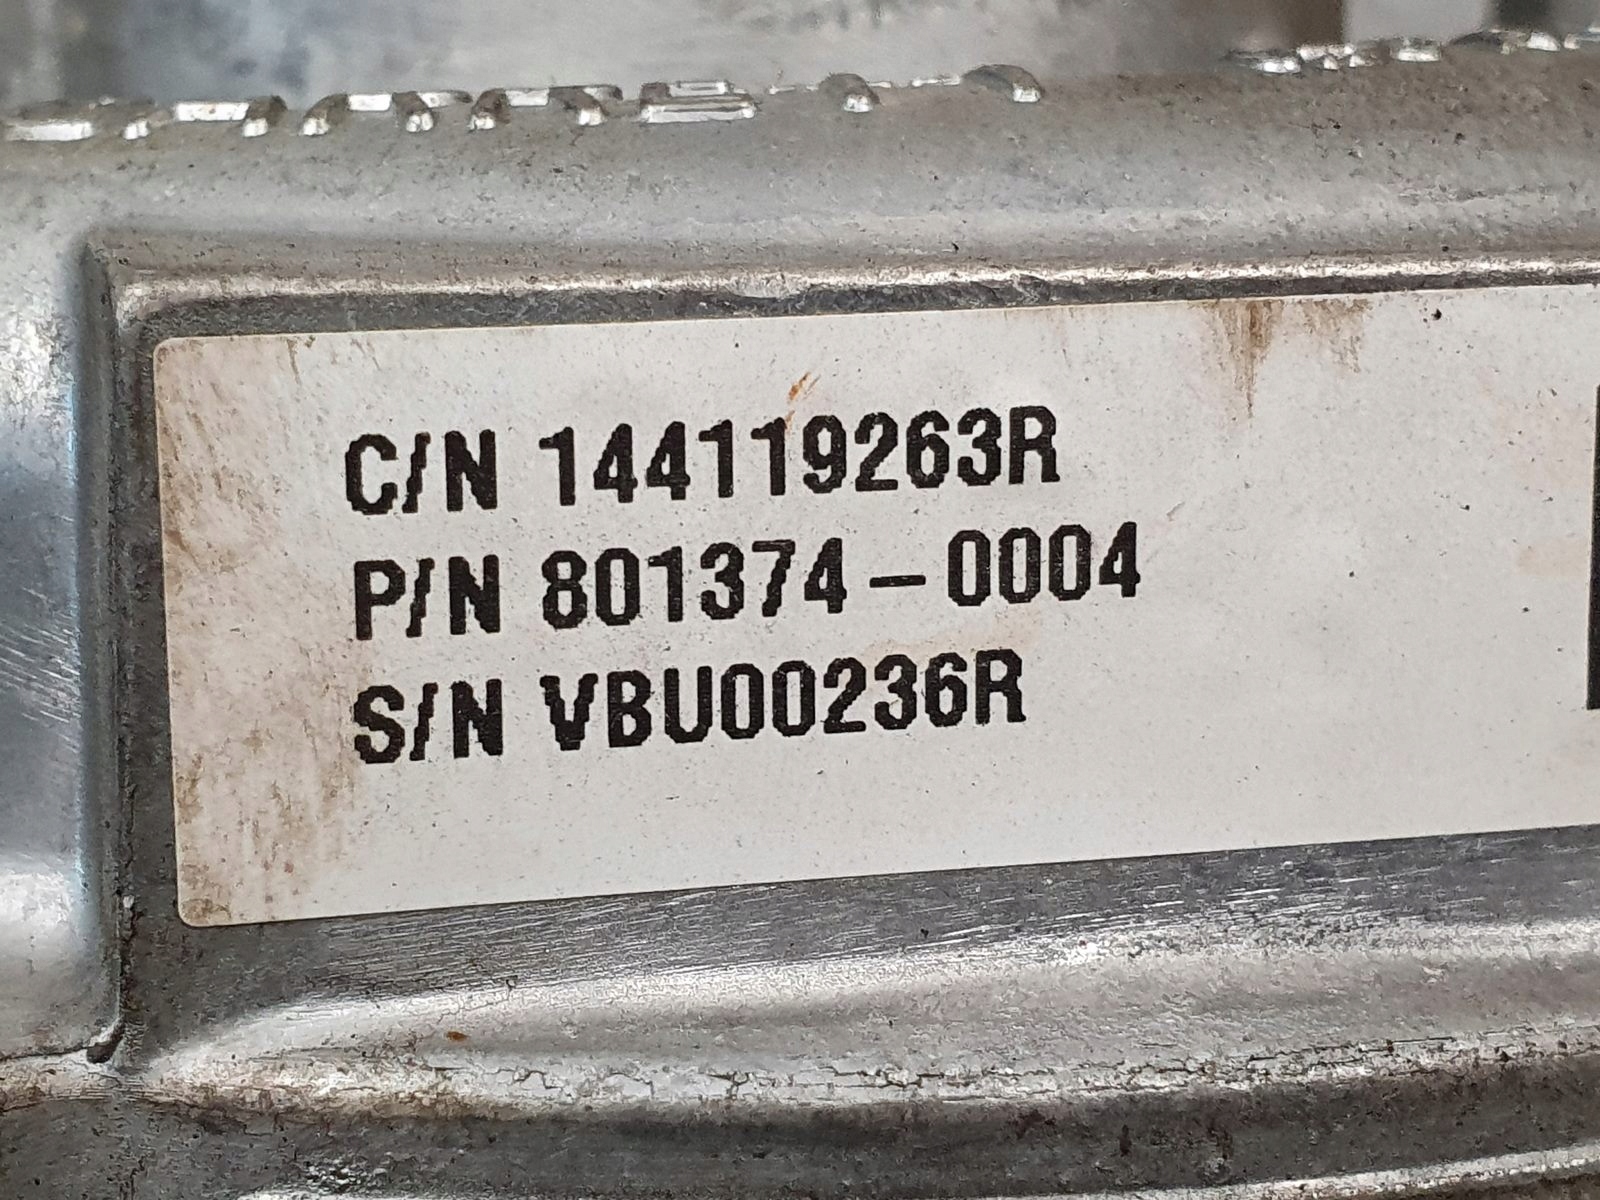 C/N 144119263R
P/N 801374-0004
S/N VBU00236R